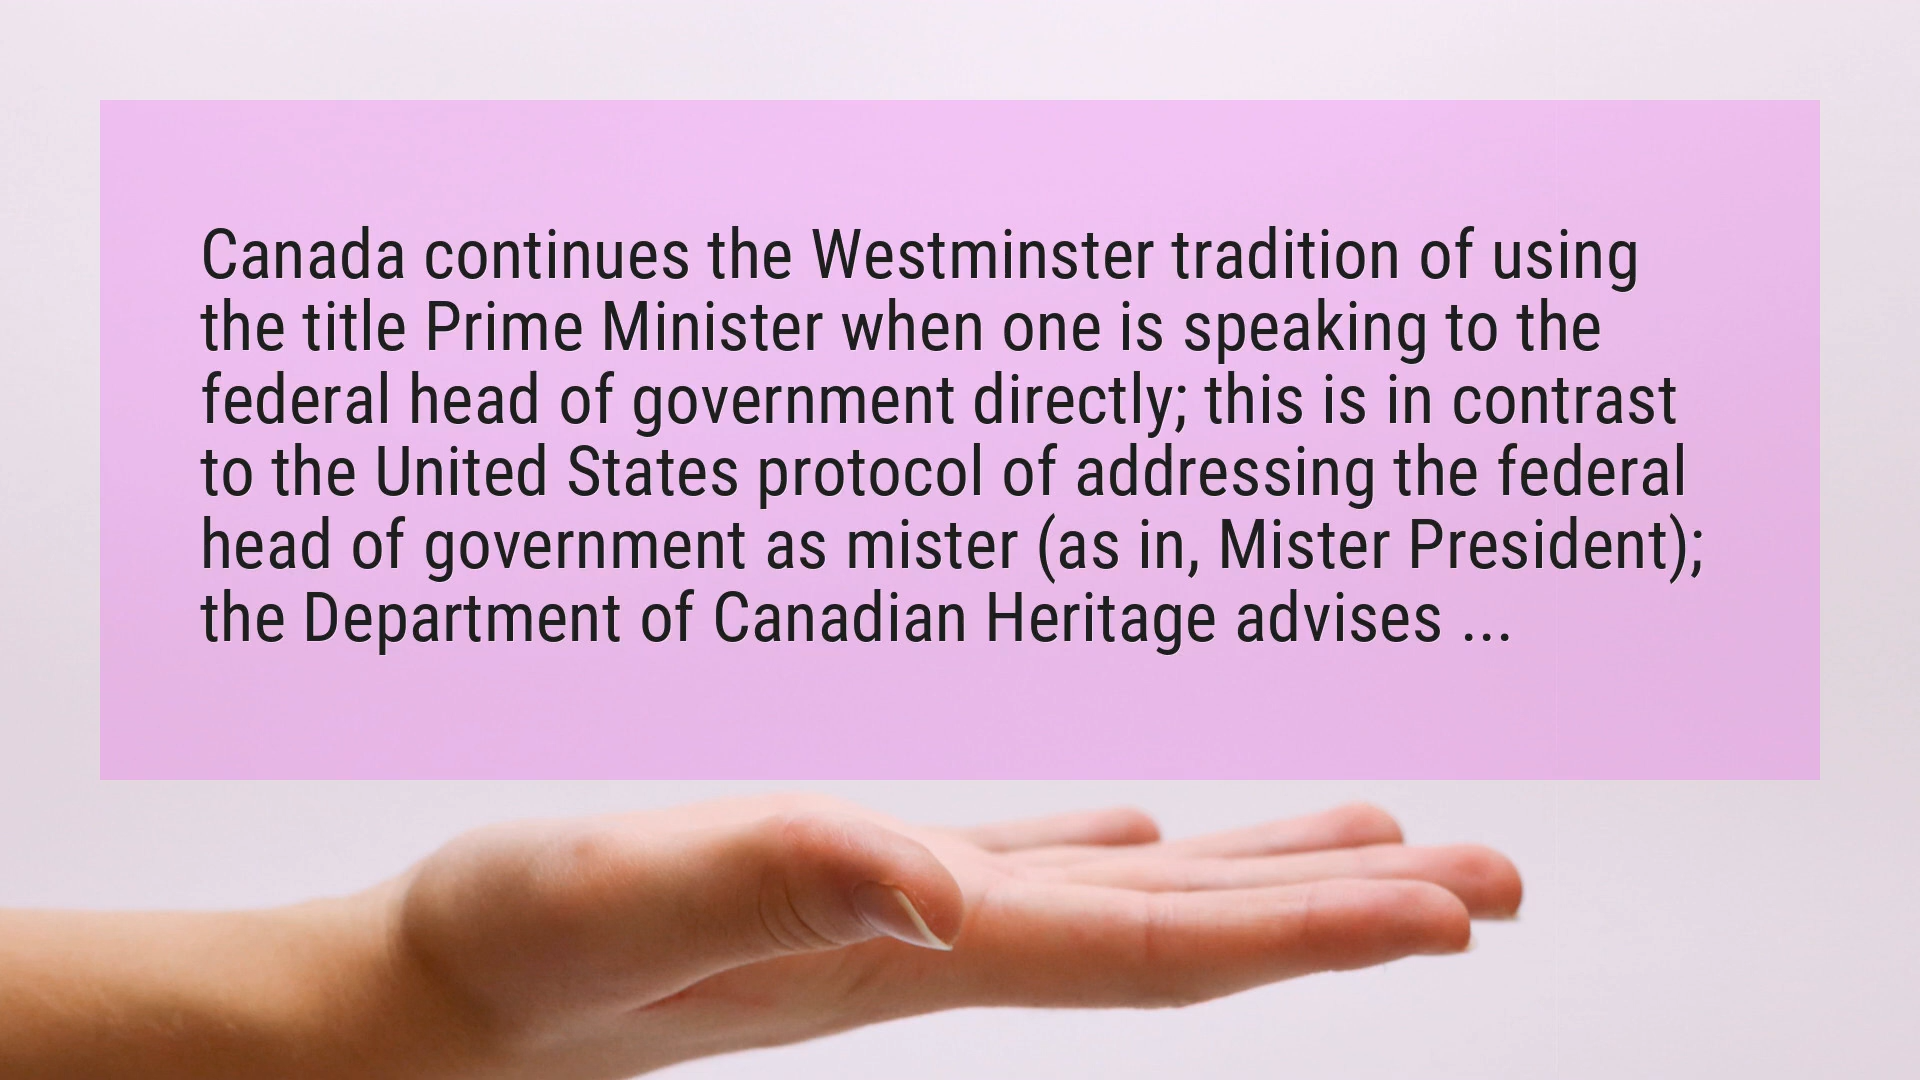 Canada continues the Westminster tradition of using
the title Prime Minister when one is speaking to the
federal head of government directly; this is in contrast
to the United States protocol of addressing the federal
head of government as mister (as in, Mister President);
the Department of Canadian Heritage advises ...